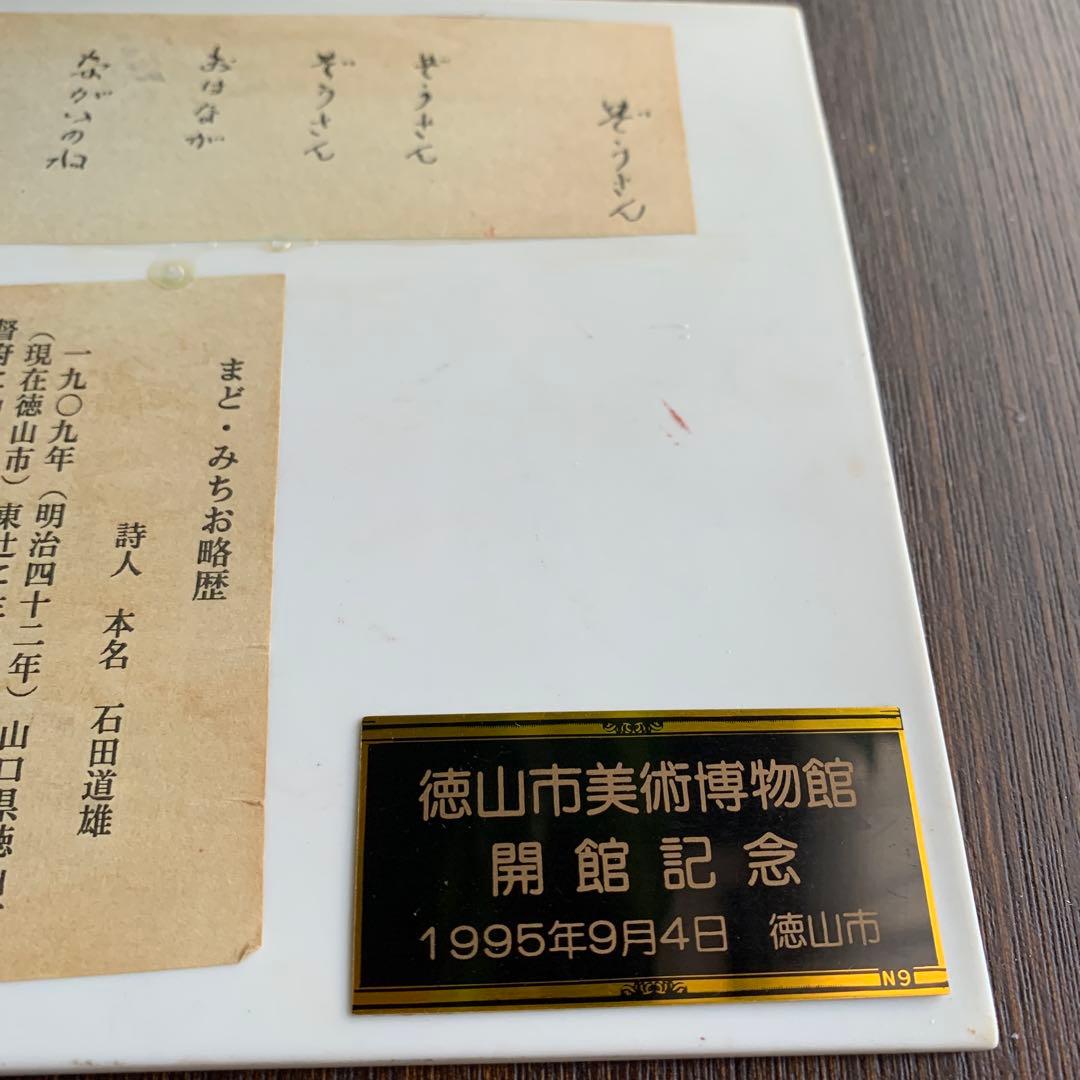 ぞうさん
ぞうさん
ぞうさん
おはなが
ながいのね
まど・みちお略歴
詩人 本名 石田道雄
一九〇九年（明治四十二年）山口県徳山
（現在徳山市）東辻
徳山市美術博物館
開館記念
1995年9月4日 徳山市
N9